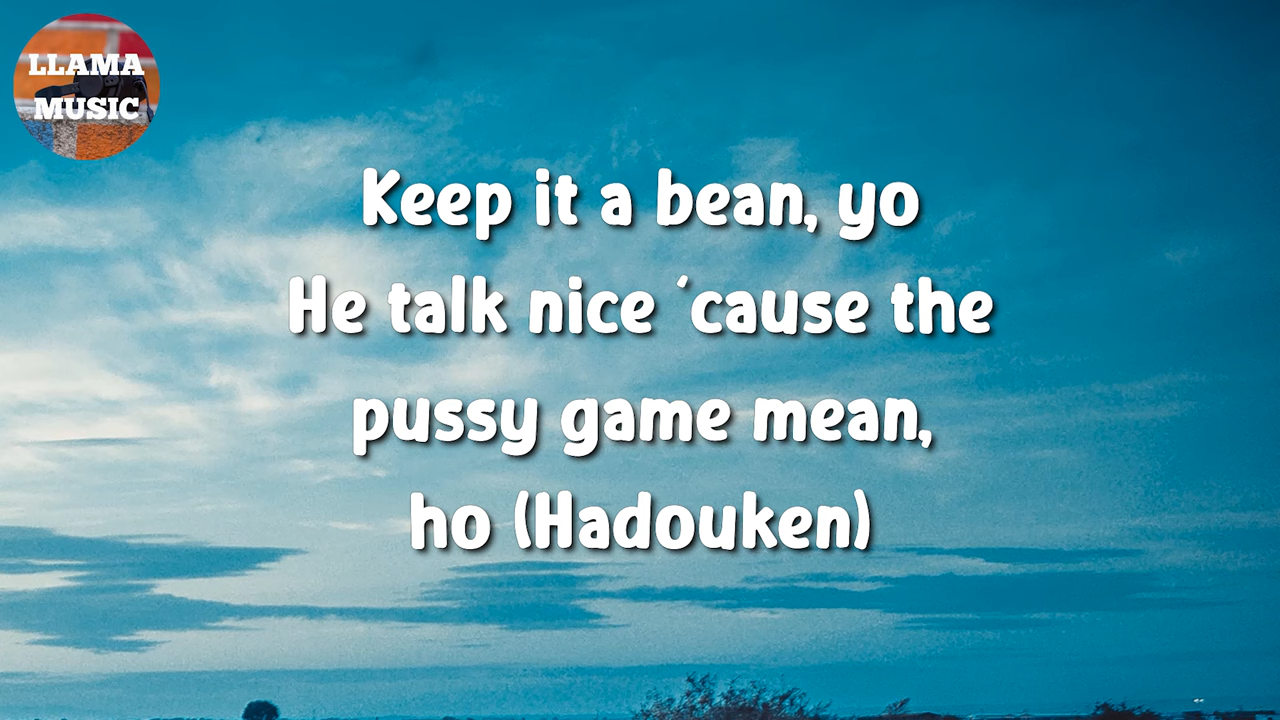 LLAMA
MUSIC
Keep it a bean, yo
He talk nice 'cause the
pussy game mean,
ho (Hadouken)